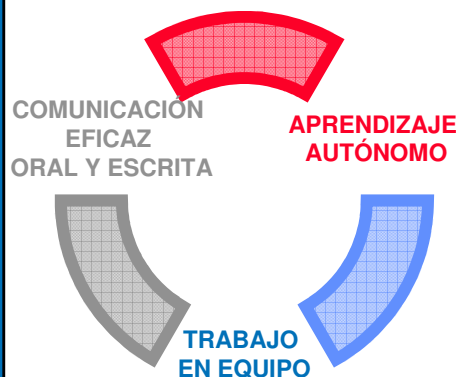 COMUNICACIÓN
EFICAZ
ORAL Y ESCRITA
APRENDIZAJE
AUTÓNOMO
TRABAJO
EN EQUIPO